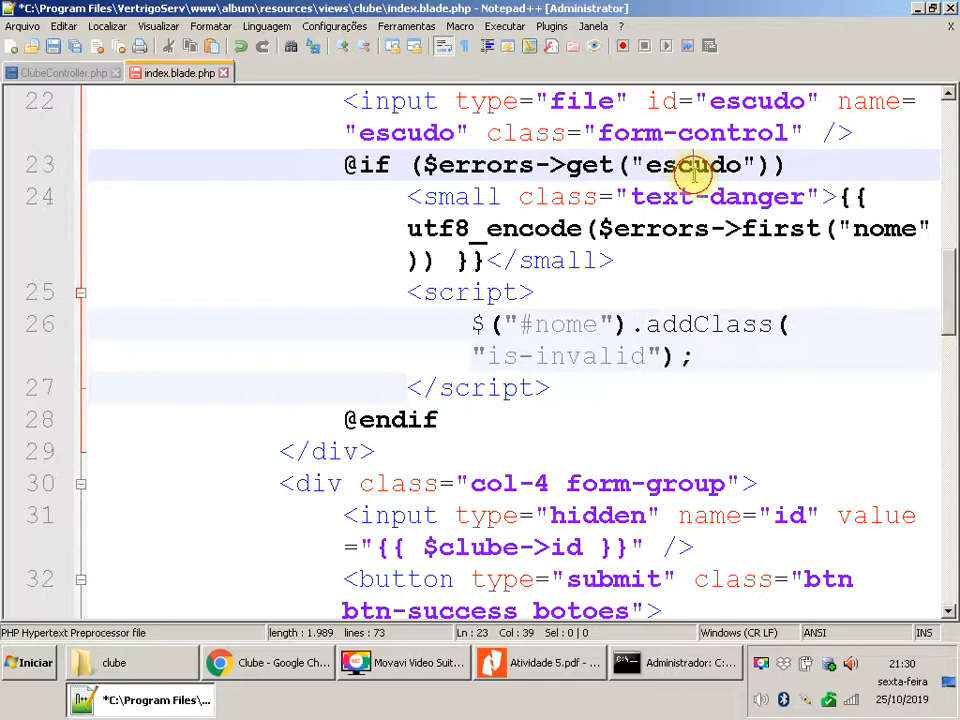 *C:\Program Files\VertrigoServ\www\album\resources\views\clube\index.blade.php - Notepad++ [Administrator]
Arquivo Editar Localizar Visualizar Formatar Linguagem Configurações Ferramentas Macro Executar Plugins Janela ? X
ClubeController.php index.blade.php
22 <input type="file" id="escudo" name=
"escudo" class="form-control" />
23 @if ($errors->get("escudo"))
24 <small class="text-danger">{{
utf8_encode($errors->first("nome"
)) }}</small>
25 <script>
26 $("#nome").addClass(
"is-invalid");
27 </script>
28 @endif
29 </div>
30 <div class="col-4 form-group">
31 <input type="hidden" name="id" value
="{{ $clube->id }}" />
32 <button type="submit" class="btn
btn-success botoes">
PHP Hypertext Preprocessor file length : 1.989 lines : 73 Ln : 23 Col : 39 Sel : 0 | 0 Windows (CR LF) ANSI INS
Iniciar clube Clube - Google Ch... Movavi Video Suit... Atividade 5.pdf - ... Administrador: C:... 21:30
sexta-feira
*C:\Program Files\... 25/10/2019